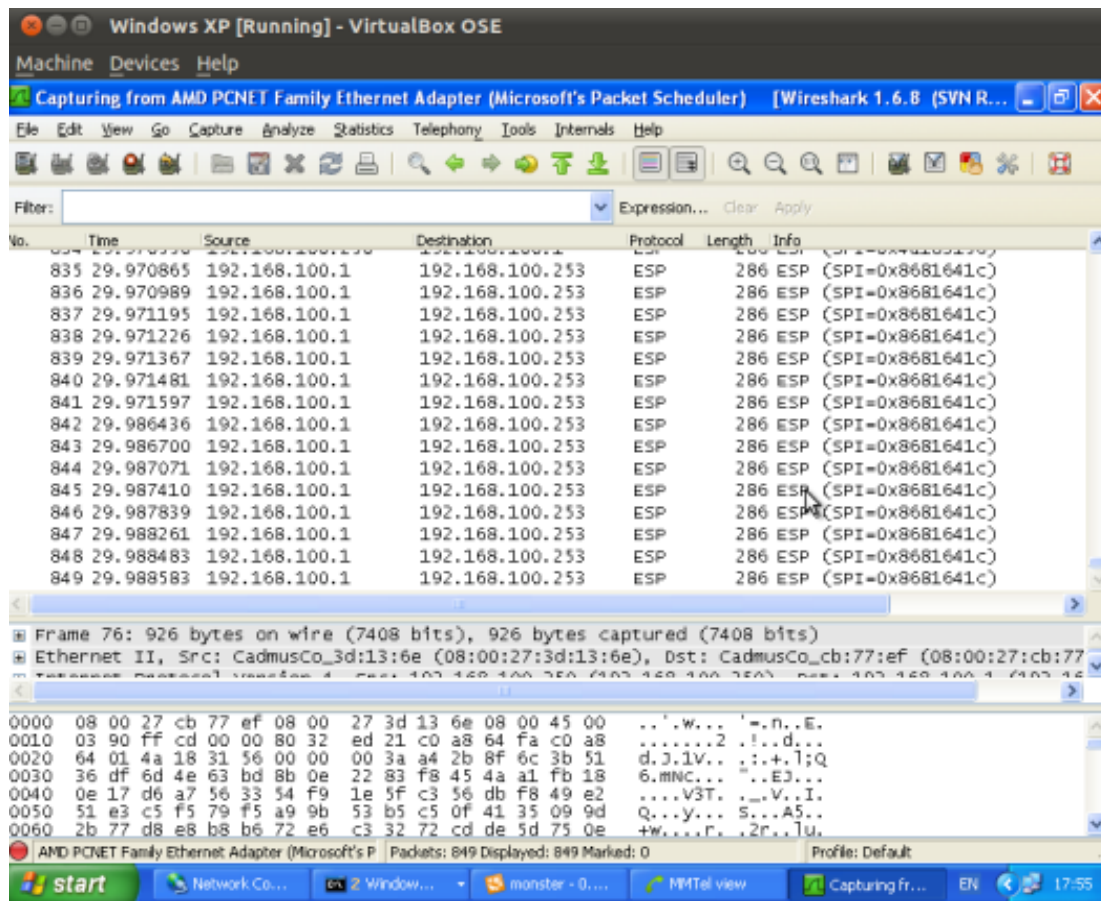 Windows XP [Running] - VirtualBox OSE
Machine Devices Help
Capturing from AMD PCNET Family Ethernet Adapter (Microsoft's Packet Scheduler) [Wireshark 1.6.8 (SVN R...
File Edit View Go Capture Analyze Statistics Telephony Tools Internals Help
Filter: Expression... Clear Apply
No. Time Source Destination Protocol Length Info
835 29.970865 192.168.100.1 192.168.100.253 ESP 286 ESP (SPI=0x8681641c)
836 29.970989 192.168.100.1 192.168.100.253 ESP 286 ESP (SPI=0x8681641c)
837 29.971195 192.168.100.1 192.168.100.253 ESP 286 ESP (SPI=0x8681641c)
838 29.971226 192.168.100.1 192.168.100.253 ESP 286 ESP (SPI=0x8681641c)
839 29.971367 192.168.100.1 192.168.100.253 ESP 286 ESP (SPI=0x8681641c)
840 29.971481 192.168.100.1 192.168.100.253 ESP 286 ESP (SPI=0x8681641c)
841 29.971597 192.168.100.1 192.168.100.253 ESP 286 ESP (SPI=0x8681641c)
842 29.986436 192.168.100.1 192.168.100.253 ESP 286 ESP (SPI=0x8681641c)
843 29.986700 192.168.100.1 192.168.100.253 ESP 286 ESP (SPI=0x8681641c)
844 29.987071 192.168.100.1 192.168.100.253 ESP 286 ESP (SPI=0x8681641c)
845 29.987410 192.168.100.1 192.168.100.253 ESP 286 ESP (SPI=0x8681641c)
846 29.987839 192.168.100.1 192.168.100.253 ESP 286 ESP (SPI=0x8681641c)
847 29.988261 192.168.100.1 192.168.100.253 ESP 286 ESP (SPI=0x8681641c)
848 29.988483 192.168.100.1 192.168.100.253 ESP 286 ESP (SPI=0x8681641c)
849 29.988583 192.168.100.1 192.168.100.253 ESP 286 ESP (SPI=0x8681641c)
Frame 76: 926 bytes on wire (7408 bits), 926 bytes captured (7408 bits)
Ethernet II, Src: CadmusCo_3d:13:6e (08:00:27:3d:13:6e), Dst: CadmusCo_cb:77:ef (08:00:27:cb:77
0000 08 00 27 cb 77 ef 08 00 27 3d 13 6e 08 00 45 00 ..'.w... '=.n..E.
0010 03 90 ff cd 00 00 80 32 ed 21 c0 a8 64 fa c0 a8 .......2 .!..d...
0020 64 01 4a 18 31 56 00 00 00 3a a4 2b 8f 6c 3b 51 d.J.1V.. .:.+.l;Q
0030 36 df 6d 4e 63 bd 8b 0e 22 83 f8 45 4a a1 fb 18 6.mNc... "..EJ...
0040 0e 17 d6 a7 56 33 54 f9 1e 5f c3 56 db f8 49 e2 ....V3T. ._.V..I.
0050 51 e3 c5 f5 79 f5 a9 9b 53 b5 c5 0f 41 35 09 9d Q...y... S...A5..
0060 2b 77 d8 e8 b8 b6 72 e6 c3 32 72 cd de 5d 75 0e +w....r. .2r..]u.
AMD PCNET Family Ethernet Adapter (Microsoft's P Packets: 849 Displayed: 849 Marked: 0 Profile: Default
start Network Co... 2 Window... monster - 0.... MMTel view Capturing fr... EN 17:55